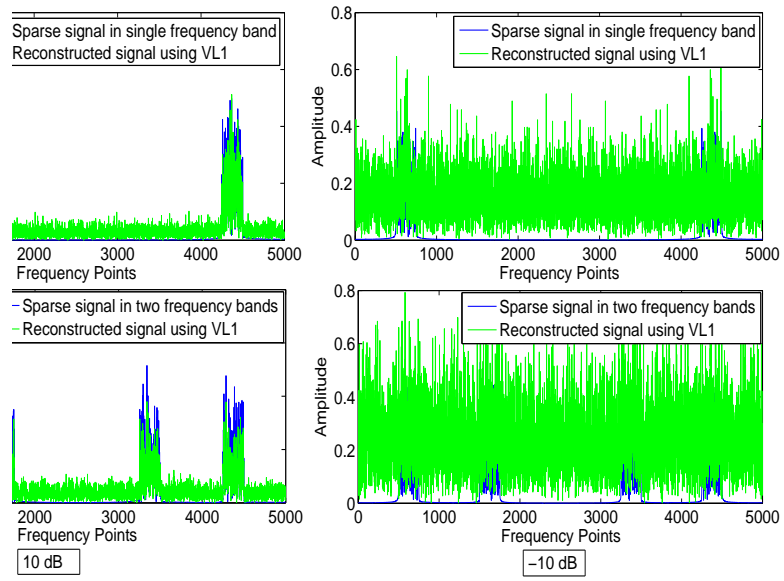 Sparse signal in single frequency band
Reconstructed signal using VL1
2000 3000 4000 5000
Frequency Points
Sparse signal in single frequency band
Reconstructed signal using VL1
Amplitude
0.8
0.6
0.4
0.2
0
0 1000 2000 3000 4000 5000
Frequency Points
Sparse signal in two frequency bands
Reconstructed signal using VL1
2000 3000 4000 5000
Frequency Points
10 dB
Sparse signal in two frequency bands
Reconstructed signal using VL1
Amplitude
0.8
0.6
0.4
0.2
0
0 1000 2000 3000 4000 5000
Frequency Points
−10 dB